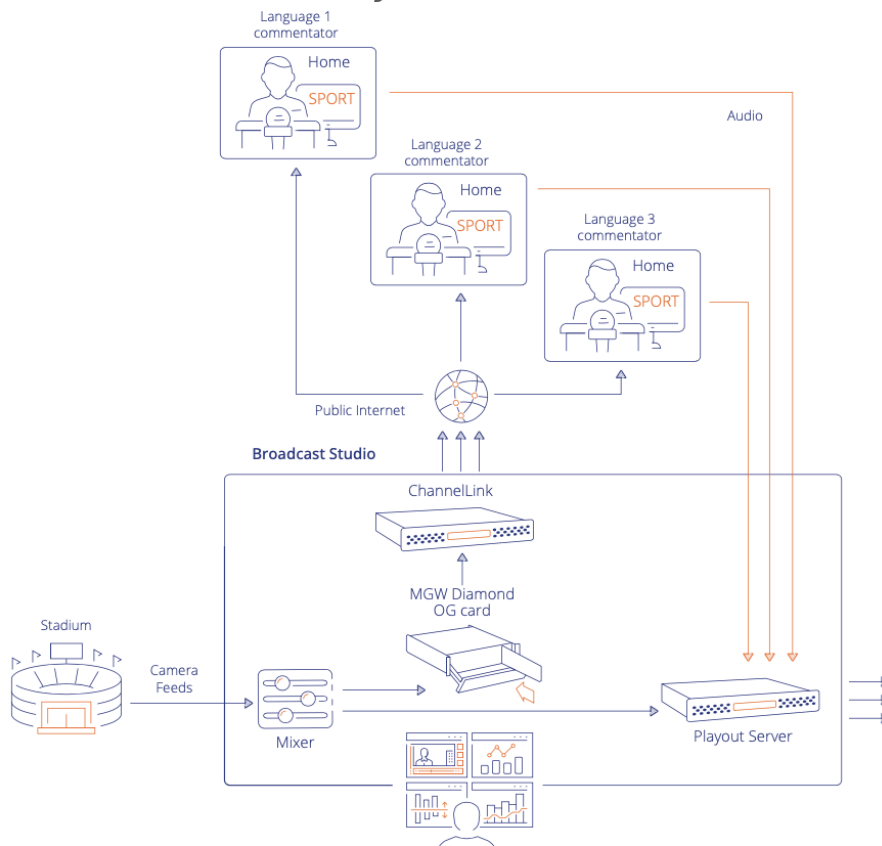 Language 1
commentator
Home
SPORT
Audio
Language 2
commentator
Home
SPORT
Language 3
commentator
Home
SPORT
Public Internet
Broadcast Studio
ChannelLink
MGW Diamond
OG card
Stadium
Camera
Feeds
Mixer
Playout Server